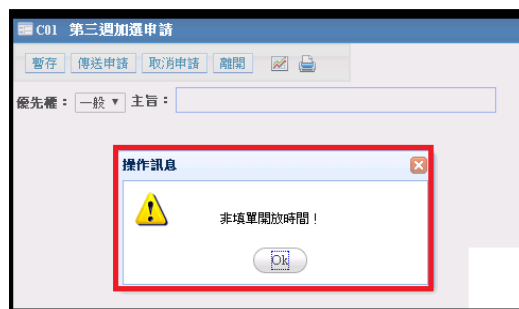 C01 第三週加選申請
暫存 傳送申請 取消申請 離開
優先權： 一般 ▼ 主旨：
操作訊息
非填單開放時間！
Ok